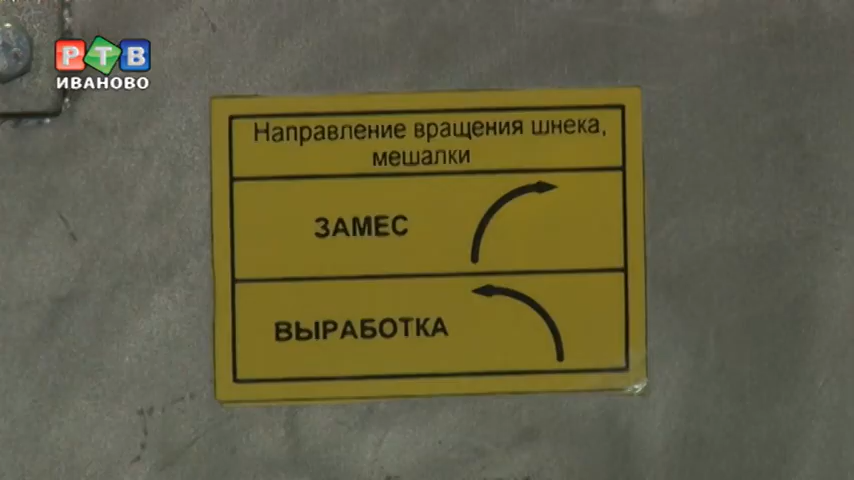 РТВ
ИВАНОВО
Направление вращения шнека,
мешалки
ЗАМЕС
ВЫРАБОТКА